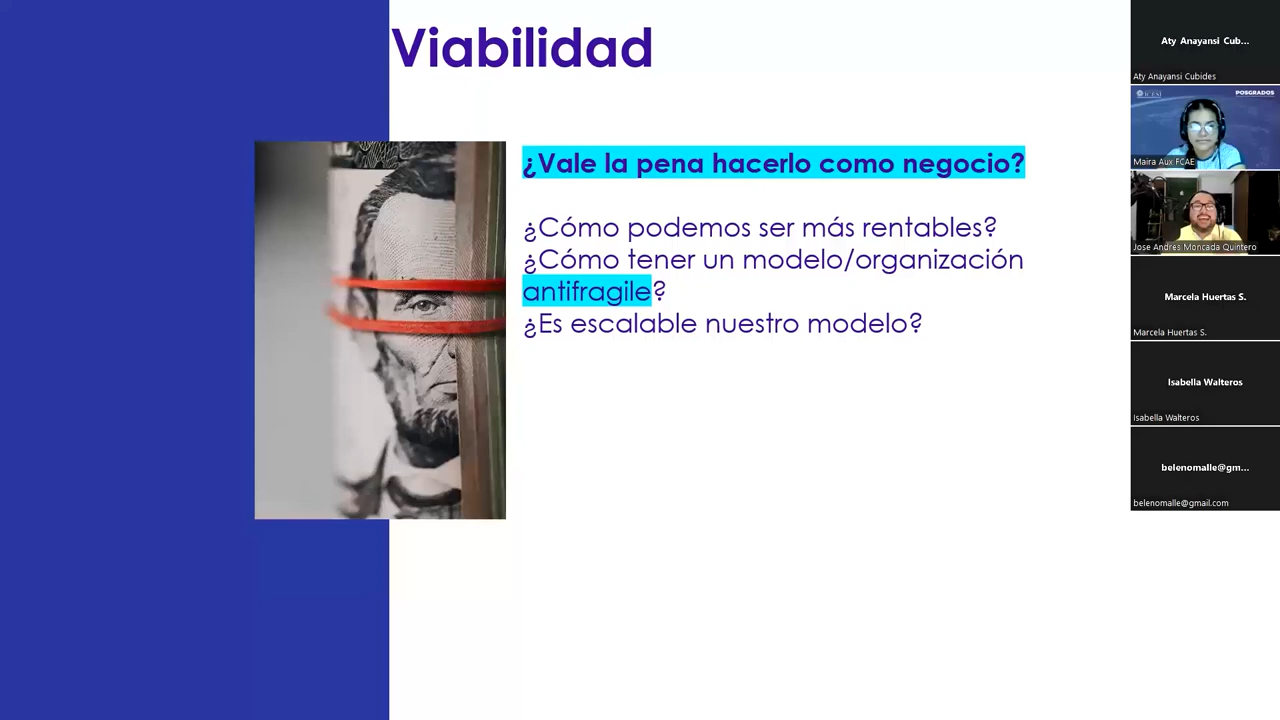 Viabilidad
¿Vale la pena hacerlo como negocio?
¿Cómo podemos ser más rentables?
¿Cómo tener un modelo/organización
antifragile?
¿Es escalable nuestro modelo?
Aty Anayansi Cub...
Aty Anayansi Cubides
ICESI
POSGRADOS
Maira Aux FCAE
Jose Andres Moncada Quintero
Marcela Huertas S.
Marcela Huertas S.
Isabella Walteros
Isabella Walteros
belenomalle@gm...
belenomalle@gmail.com